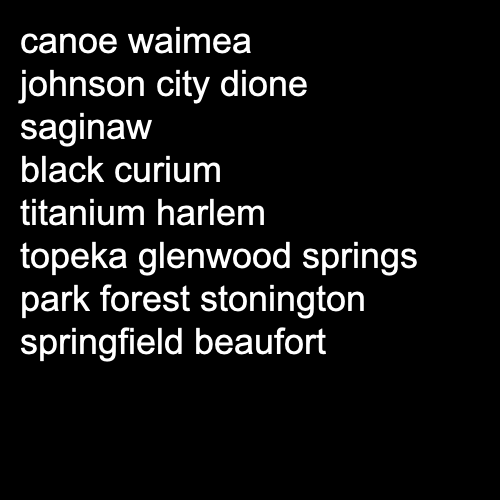 canoe waimea
johnson city dione
saginaw
black curium
titanium harlem
topeka glenwood springs
park forest stonington
springfield beaufort